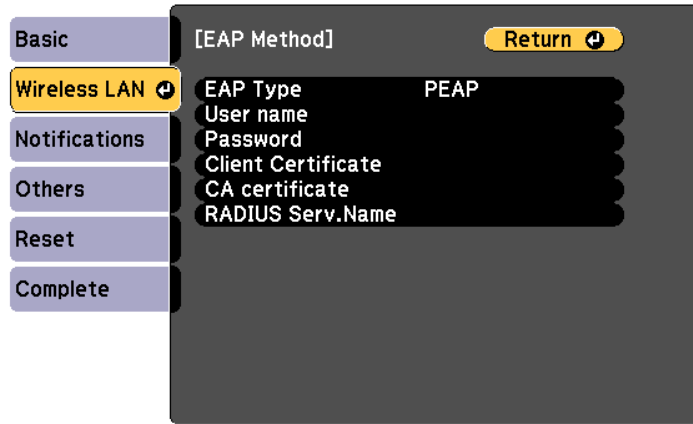 Basic
Wireless LAN
Notifications
Others
Reset
Complete
[EAP Method]
Return
EAP Type PEAP
User name
Password
Client Certificate
CA certificate
RADIUS Serv.Name